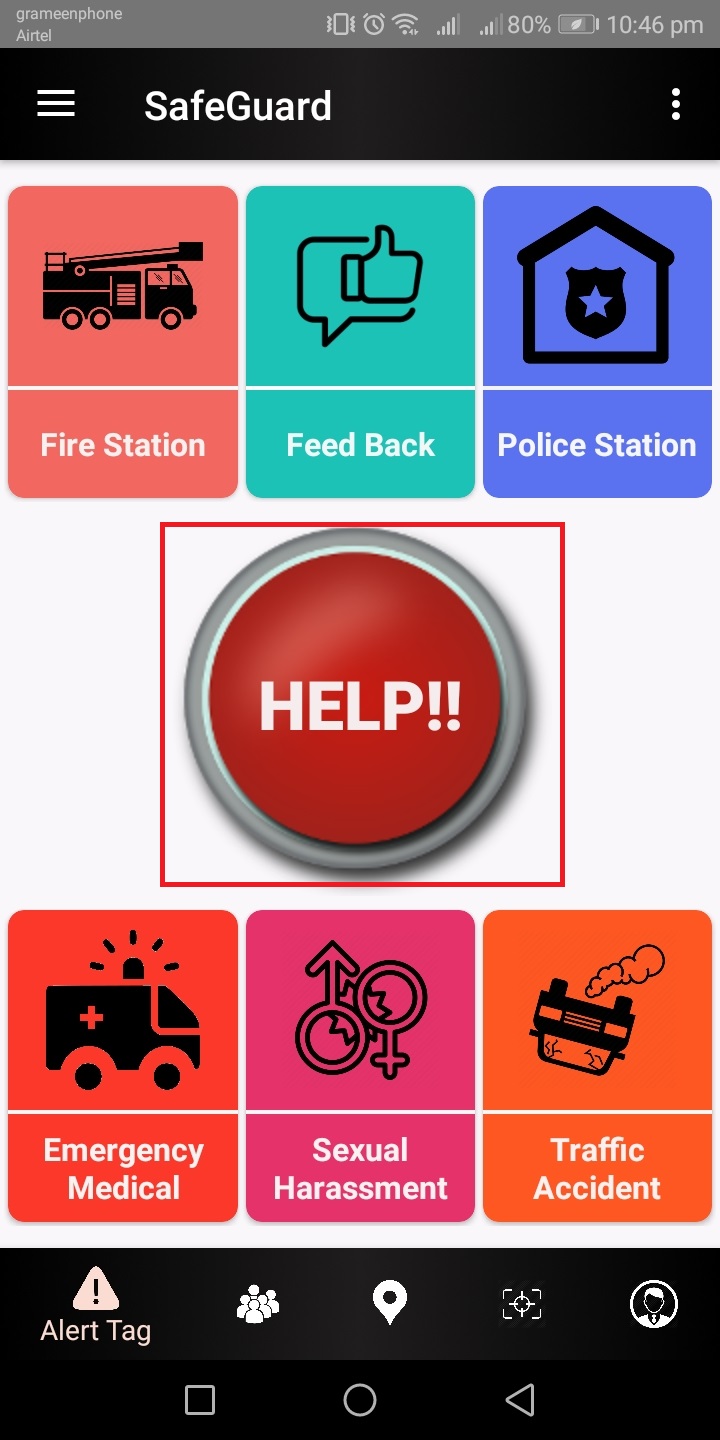 grameenphone
Airtel
80% 10:46 pm
SafeGuard
Fire Station
Feed Back
Police Station
HELP!!
Emergency
Medical
Sexual
Harassment
Traffic
Accident
Alert Tag